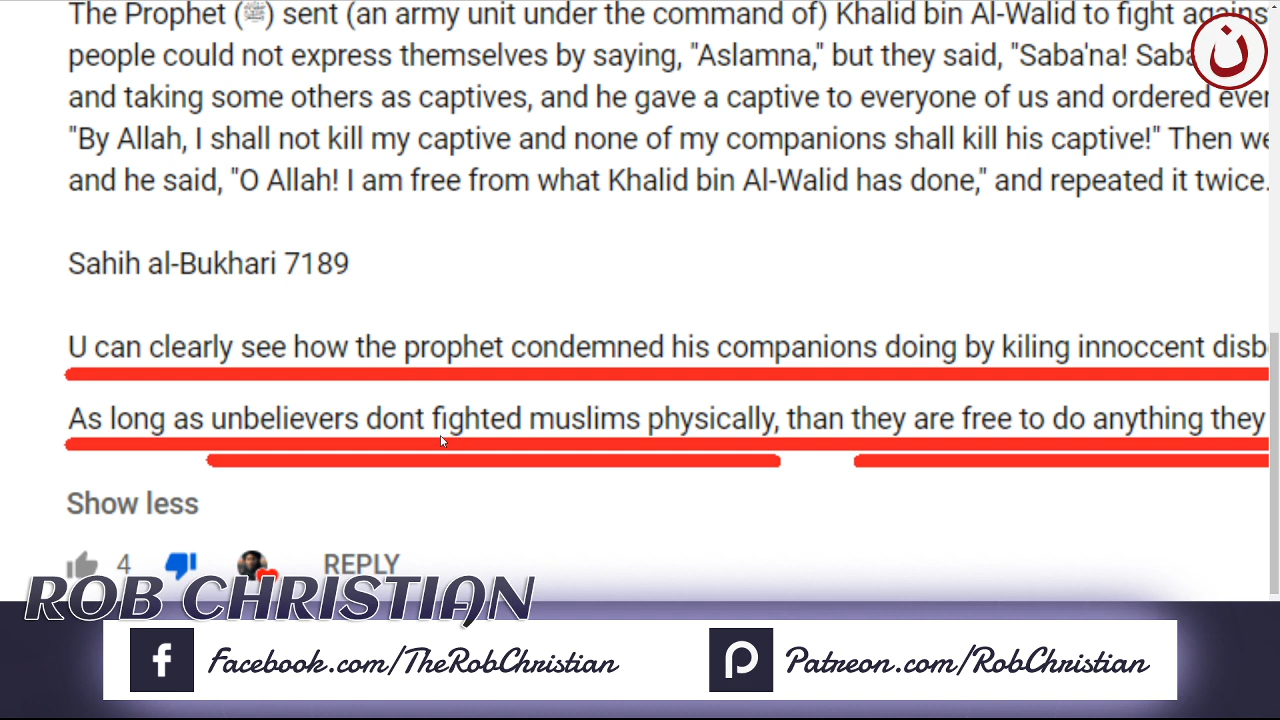 The Prophet (ﷺ) sent (an army unit under the command of) Khalid bin Al-Walid to fight against
people could not express themselves by saying, "Aslamna," but they said, "Saba'na! Saba
and taking some others as captives, and he gave a captive to everyone of us and ordered ever
"By Allah, I shall not kill my captive and none of my companions shall kill his captive!" Then we
and he said, "O Allah! I am free from what Khalid bin Al-Walid has done," and repeated it twice.
ن
Sahih al-Bukhari 7189
U can clearly see how the prophet condemned his companions doing by kiling innoccent disb
As long as unbelievers dont fighted muslims physically, than they are free to do anything they
Show less
4 REPLY
ROB CHRISTIAN
f Facebook.com/TheRobChristian
Patreon.com/RobChristian